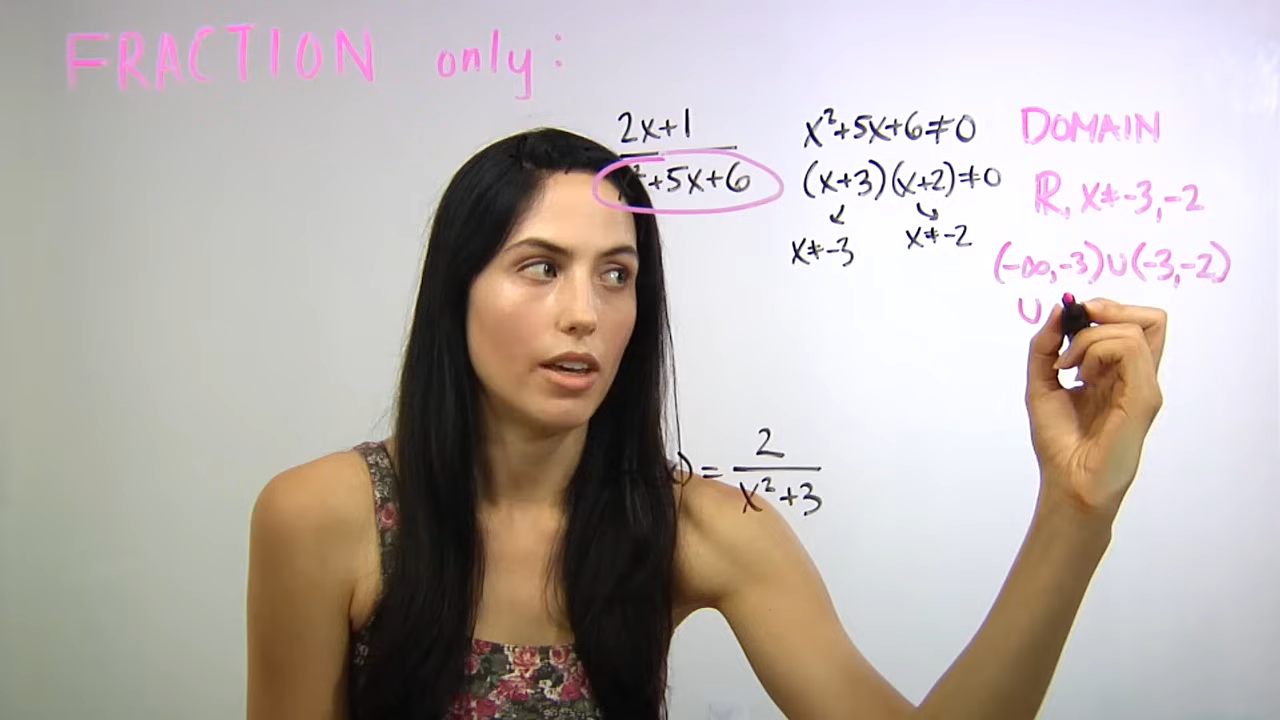 FRACTION only:
2x+1
x²+5x+6
x²+5x+6≠0
(x+3)(x+2)≠0
x≠-3
x≠-2
DOMAIN
ℝ, x≠-3,-2
(-∞,-3)∪(-3,-2)
∪
) = 2
x²+3